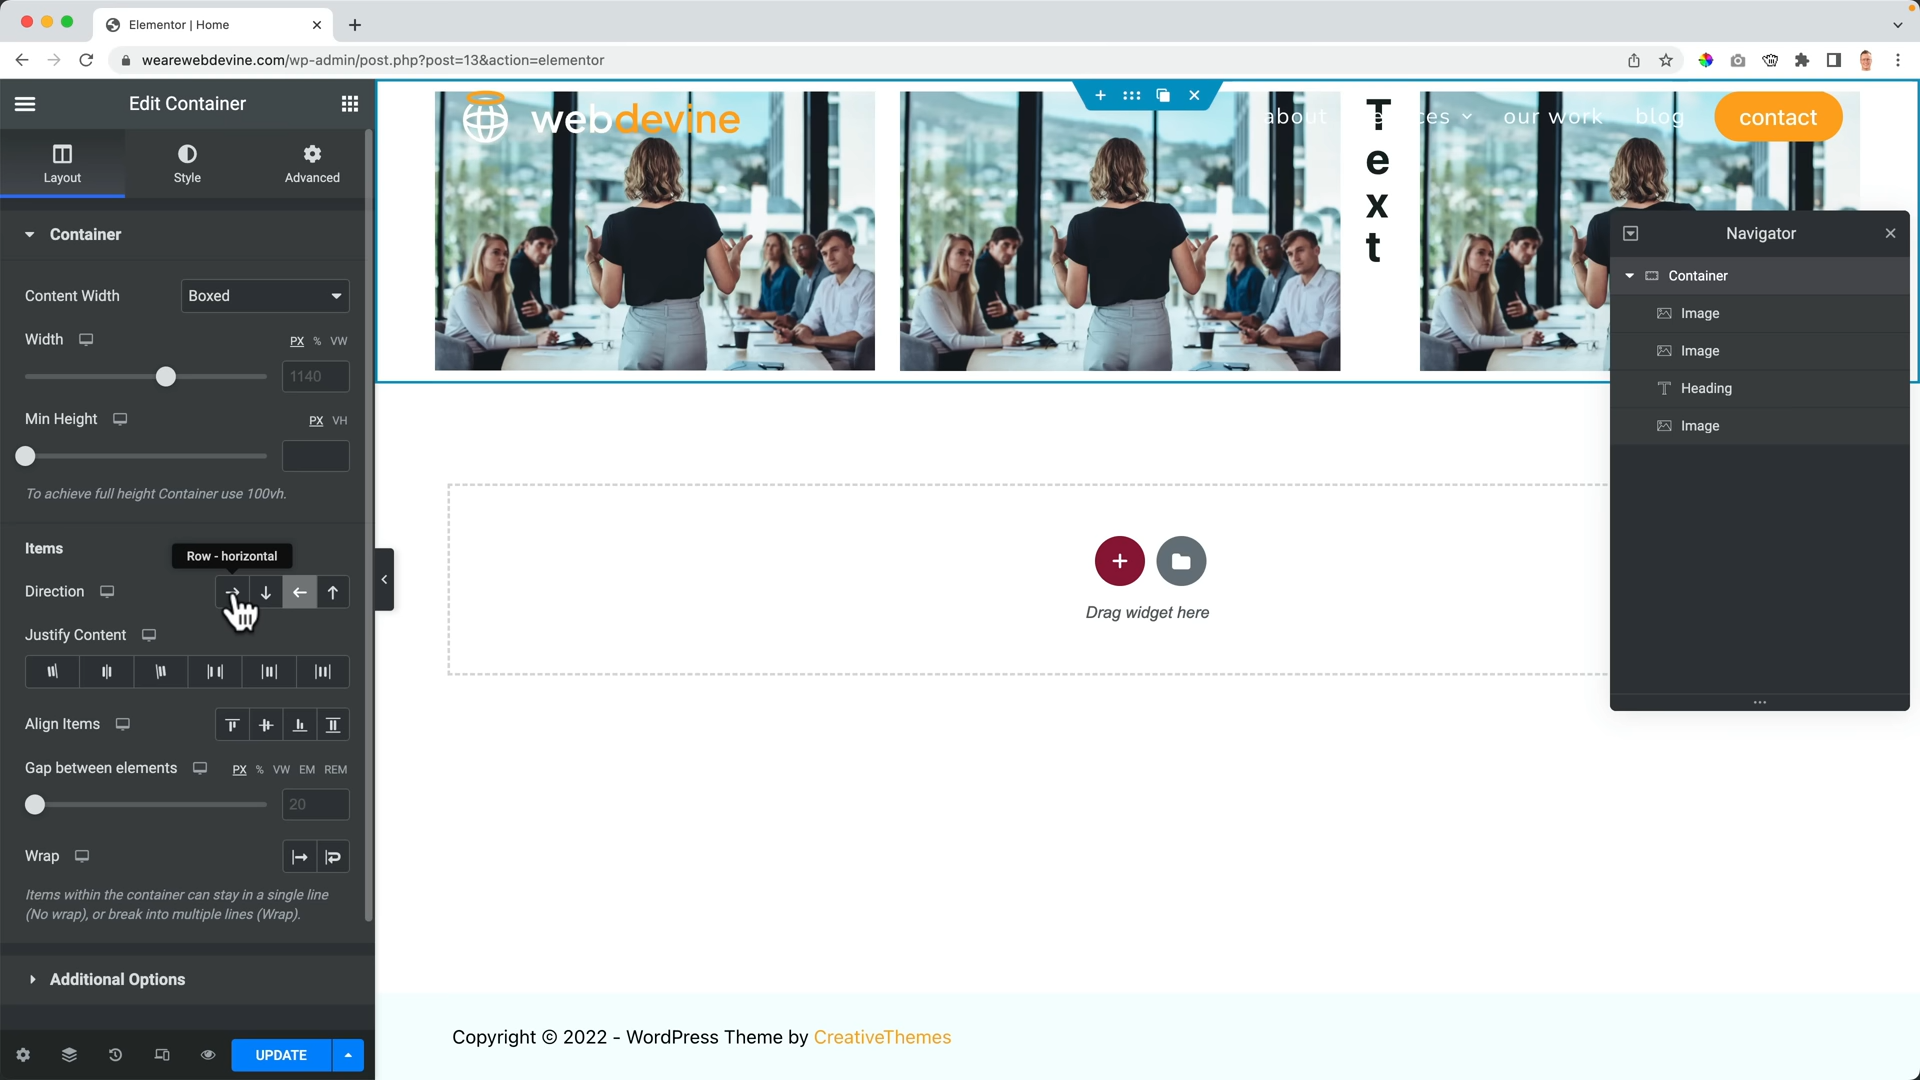 Elementor | Home
wearewebdevine.com/wp-admin/post.php?post=13&action=elementor
Edit Container
Layout
Style
Advanced
Container
Content Width
Boxed
Width
PX % VW
1140
Min Height
PX VH
To achieve full height Container use 100vh.
Items
Row - horizontal
Direction
Justify Content
Align Items
Gap between elements
PX % VW EM REM
20
Wrap
Items within the container can stay in a single line
(No wrap), or break into multiple lines (Wrap).
Additional Options
UPDATE
webdevine
about
our work
blog
contact
T
e
x
t
Navigator
Container
Image
Image
Heading
Image
Drag widget here
Copyright © 2022 - WordPress Theme by CreativeThemes